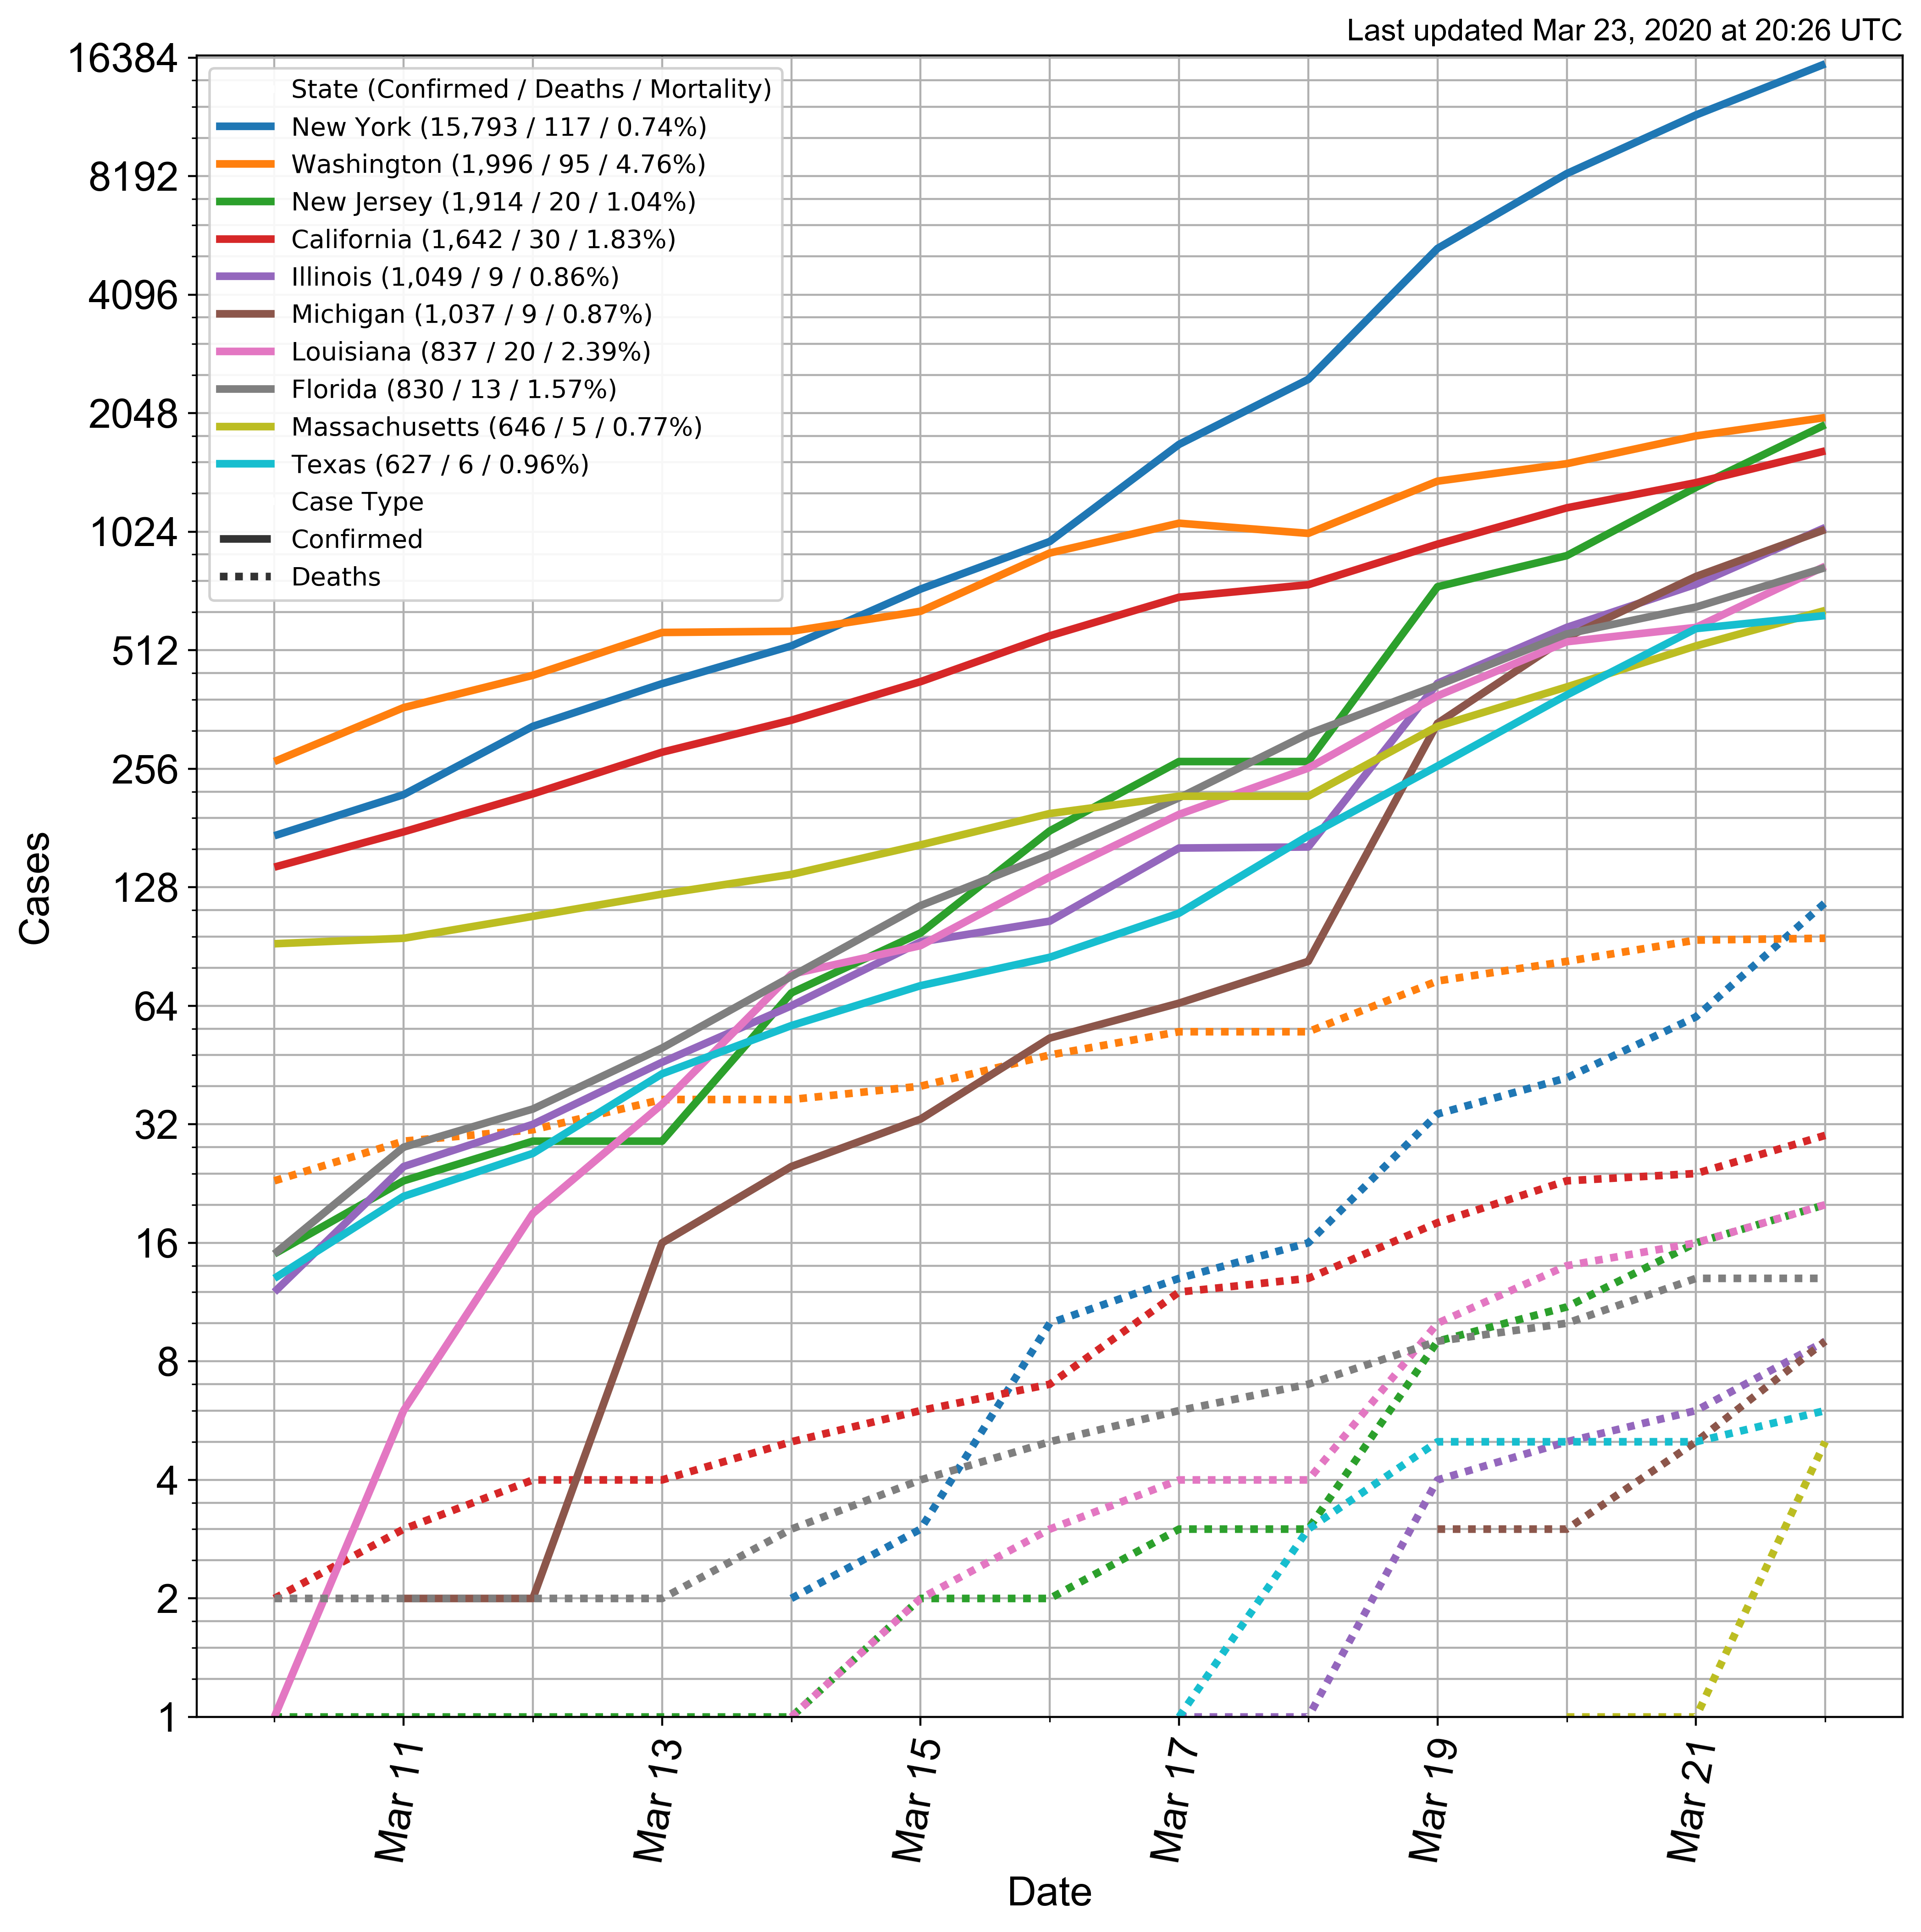 Last updated Mar 23, 2020 at 20:26 UTC
16384
8192
4096
2048
1024
512
256
128
64
32
16
8
4
2
1
Cases
State (Confirmed / Deaths / Mortality)
New York (15,793 / 117 / 0.74%)
Washington (1,996 / 95 / 4.76%)
New Jersey (1,914 / 20 / 1.04%)
California (1,642 / 30 / 1.83%)
Illinois (1,049 / 9 / 0.86%)
Michigan (1,037 / 9 / 0.87%)
Louisiana (837 / 20 / 2.39%)
Florida (830 / 13 / 1.57%)
Massachusetts (646 / 5 / 0.77%)
Texas (627 / 6 / 0.96%)
Case Type
Confirmed
Deaths
Mar 11
Mar 13
Mar 15
Mar 17
Mar 19
Mar 21
Date